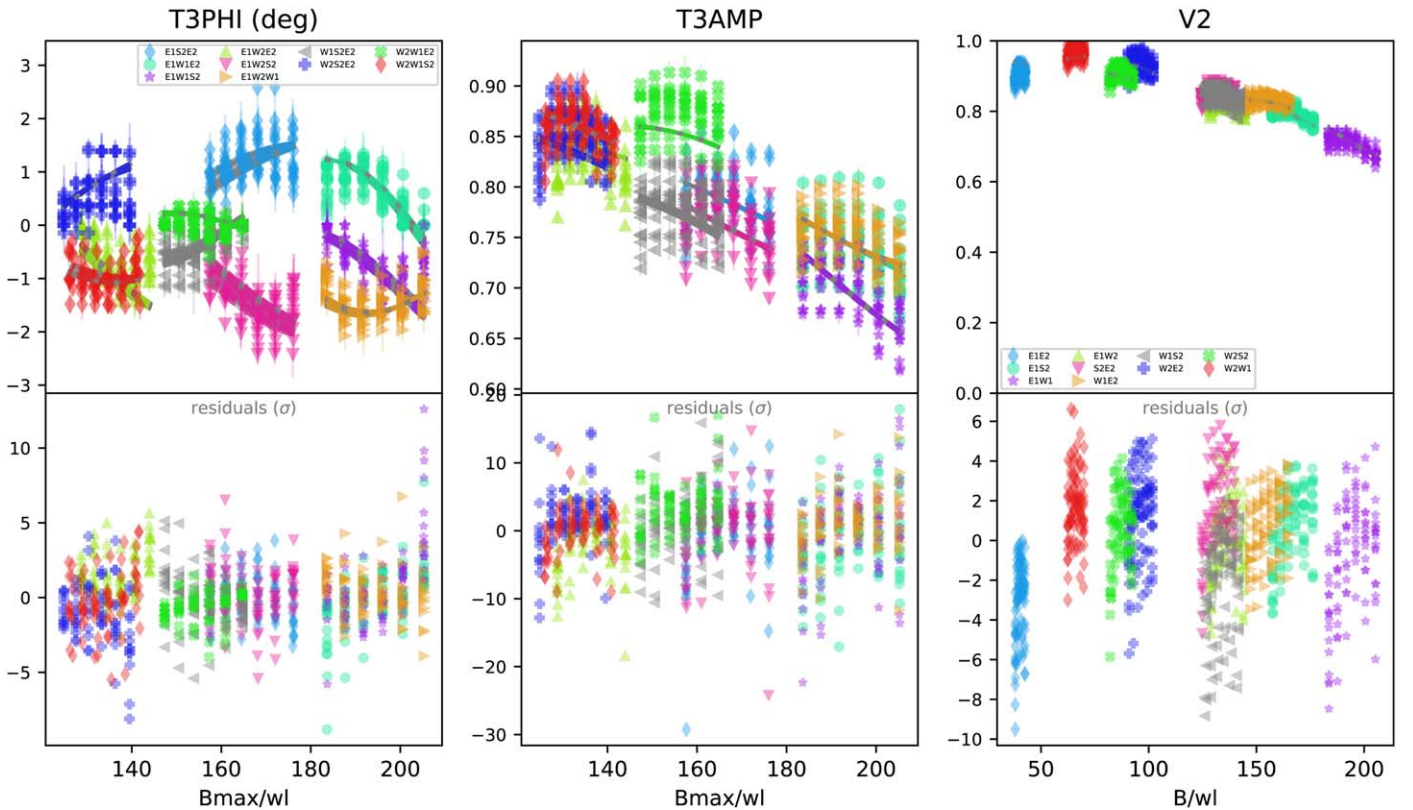 T3PHI (deg)
T3AMP
V2
E1S2E2 E1W2E2 W1S2E2 W2W1E2
E1W1E2 E1W2S2 W2S2E2 W2W1S2
E1W1S2 E1W2W1
3
2
1
0
−1
−2
−3
0.90
0.85
0.80
0.75
0.70
0.65
0.60
1.0
0.8
0.6
0.4
0.2
0.0
E1E2 E1W2 W1S2 W2S2
E1S2 S2E2 W2E2 W2W1
E1W1 W1E2
residuals (σ)
residuals (σ)
residuals (σ)
10
5
0
−5
20
10
0
−10
−20
−30
6
4
2
0
−2
−4
−6
−8
−10
140 160 180 200
140 160 180 200
50 100 150 200
Bmax/wl
Bmax/wl
B/wl